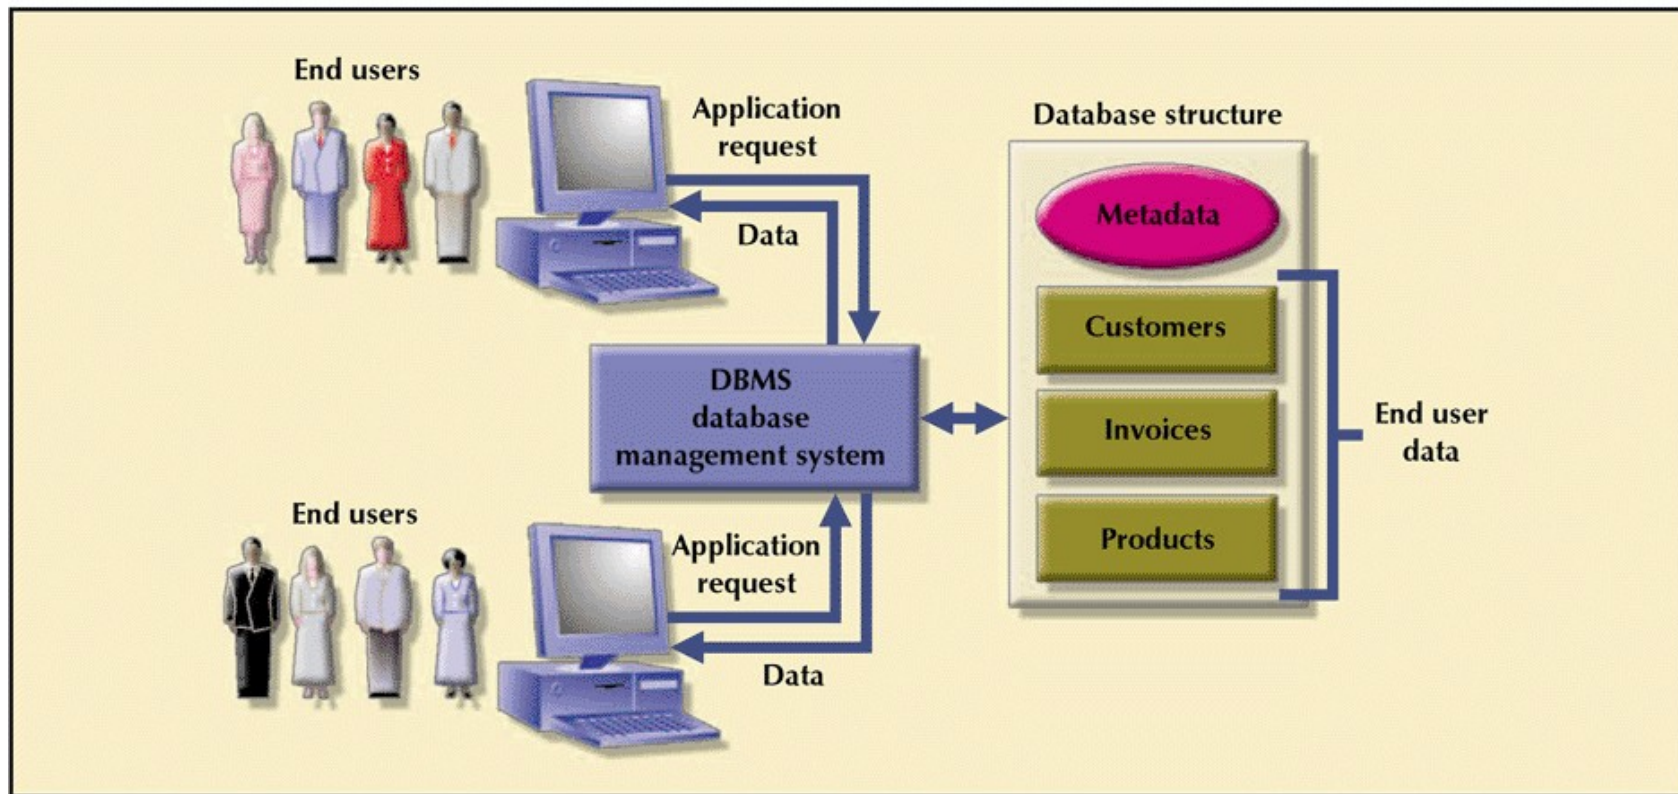 End users
Application
request
Data
Database structure
Metadata
Customers
Invoices
Products
End user
data
DBMS
database
management system
End users
Application
request
Data